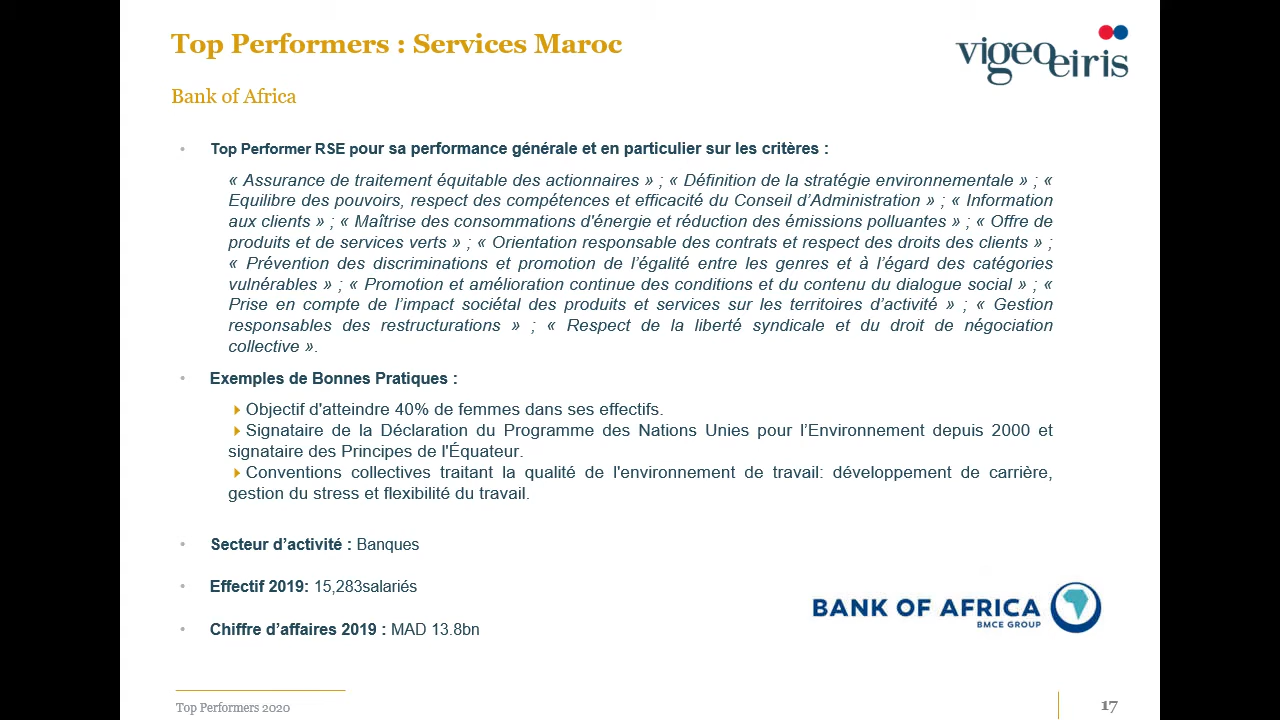 Top Performers : Services Maroc
vigeoeiris
Bank of Africa
• Top Performer RSE pour sa performance générale et en particulier sur les critères :
« Assurance de traitement équitable des actionnaires » ; « Définition de la stratégie environnementale » ; «
Equilibre des pouvoirs, respect des compétences et efficacité du Conseil d’Administration » ; « Information
aux clients » ; « Maîtrise des consommations d'énergie et réduction des émissions polluantes » ; « Offre de
produits et de services verts » ; « Orientation responsable des contrats et respect des droits des clients » ;
« Prévention des discriminations et promotion de l’égalité entre les genres et à l’égard des catégories
vulnérables » ; « Promotion et amélioration continue des conditions et du contenu du dialogue social » ; «
Prise en compte de l’impact sociétal des produits et services sur les territoires d’activité » ; « Gestion
responsables des restructurations » ; « Respect de la liberté syndicale et du droit de négociation
collective ».
• Exemples de Bonnes Pratiques :
Objectif d'atteindre 40% de femmes dans ses effectifs.
Signataire de la Déclaration du Programme des Nations Unies pour l’Environnement depuis 2000 et
signataire des Principes de l'Équateur.
Conventions collectives traitant la qualité de l'environnement de travail: développement de carrière,
gestion du stress et flexibilité du travail.
• Secteur d’activité : Banques
• Effectif 2019: 15,283salariés
• Chiffre d’affaires 2019 : MAD 13.8bn
BANK OF AFRICA
BMCE GROUP
Top Performers 2020
17